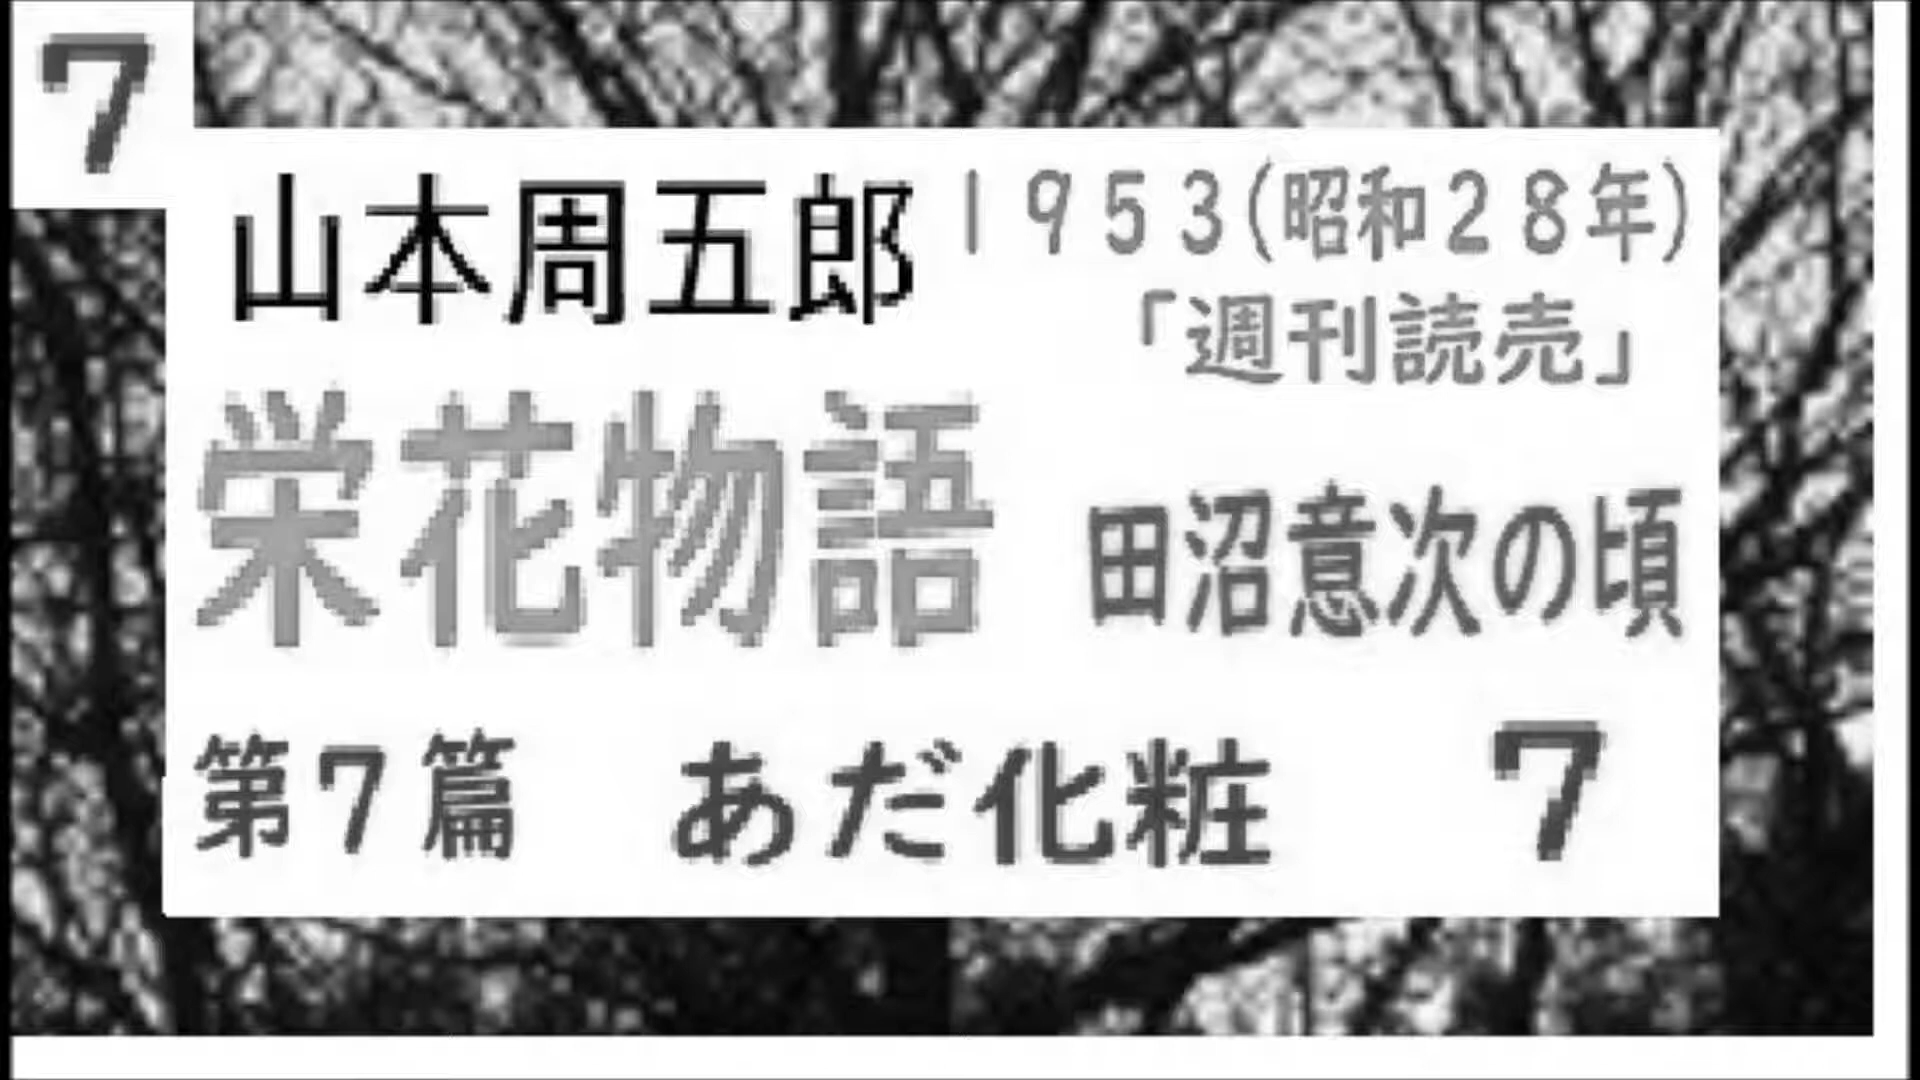 7
山本周五郎 1953(昭和28年)
「週刊読売」
栄花物語 田沼意次の頃
第7篇 あだ化粧 7